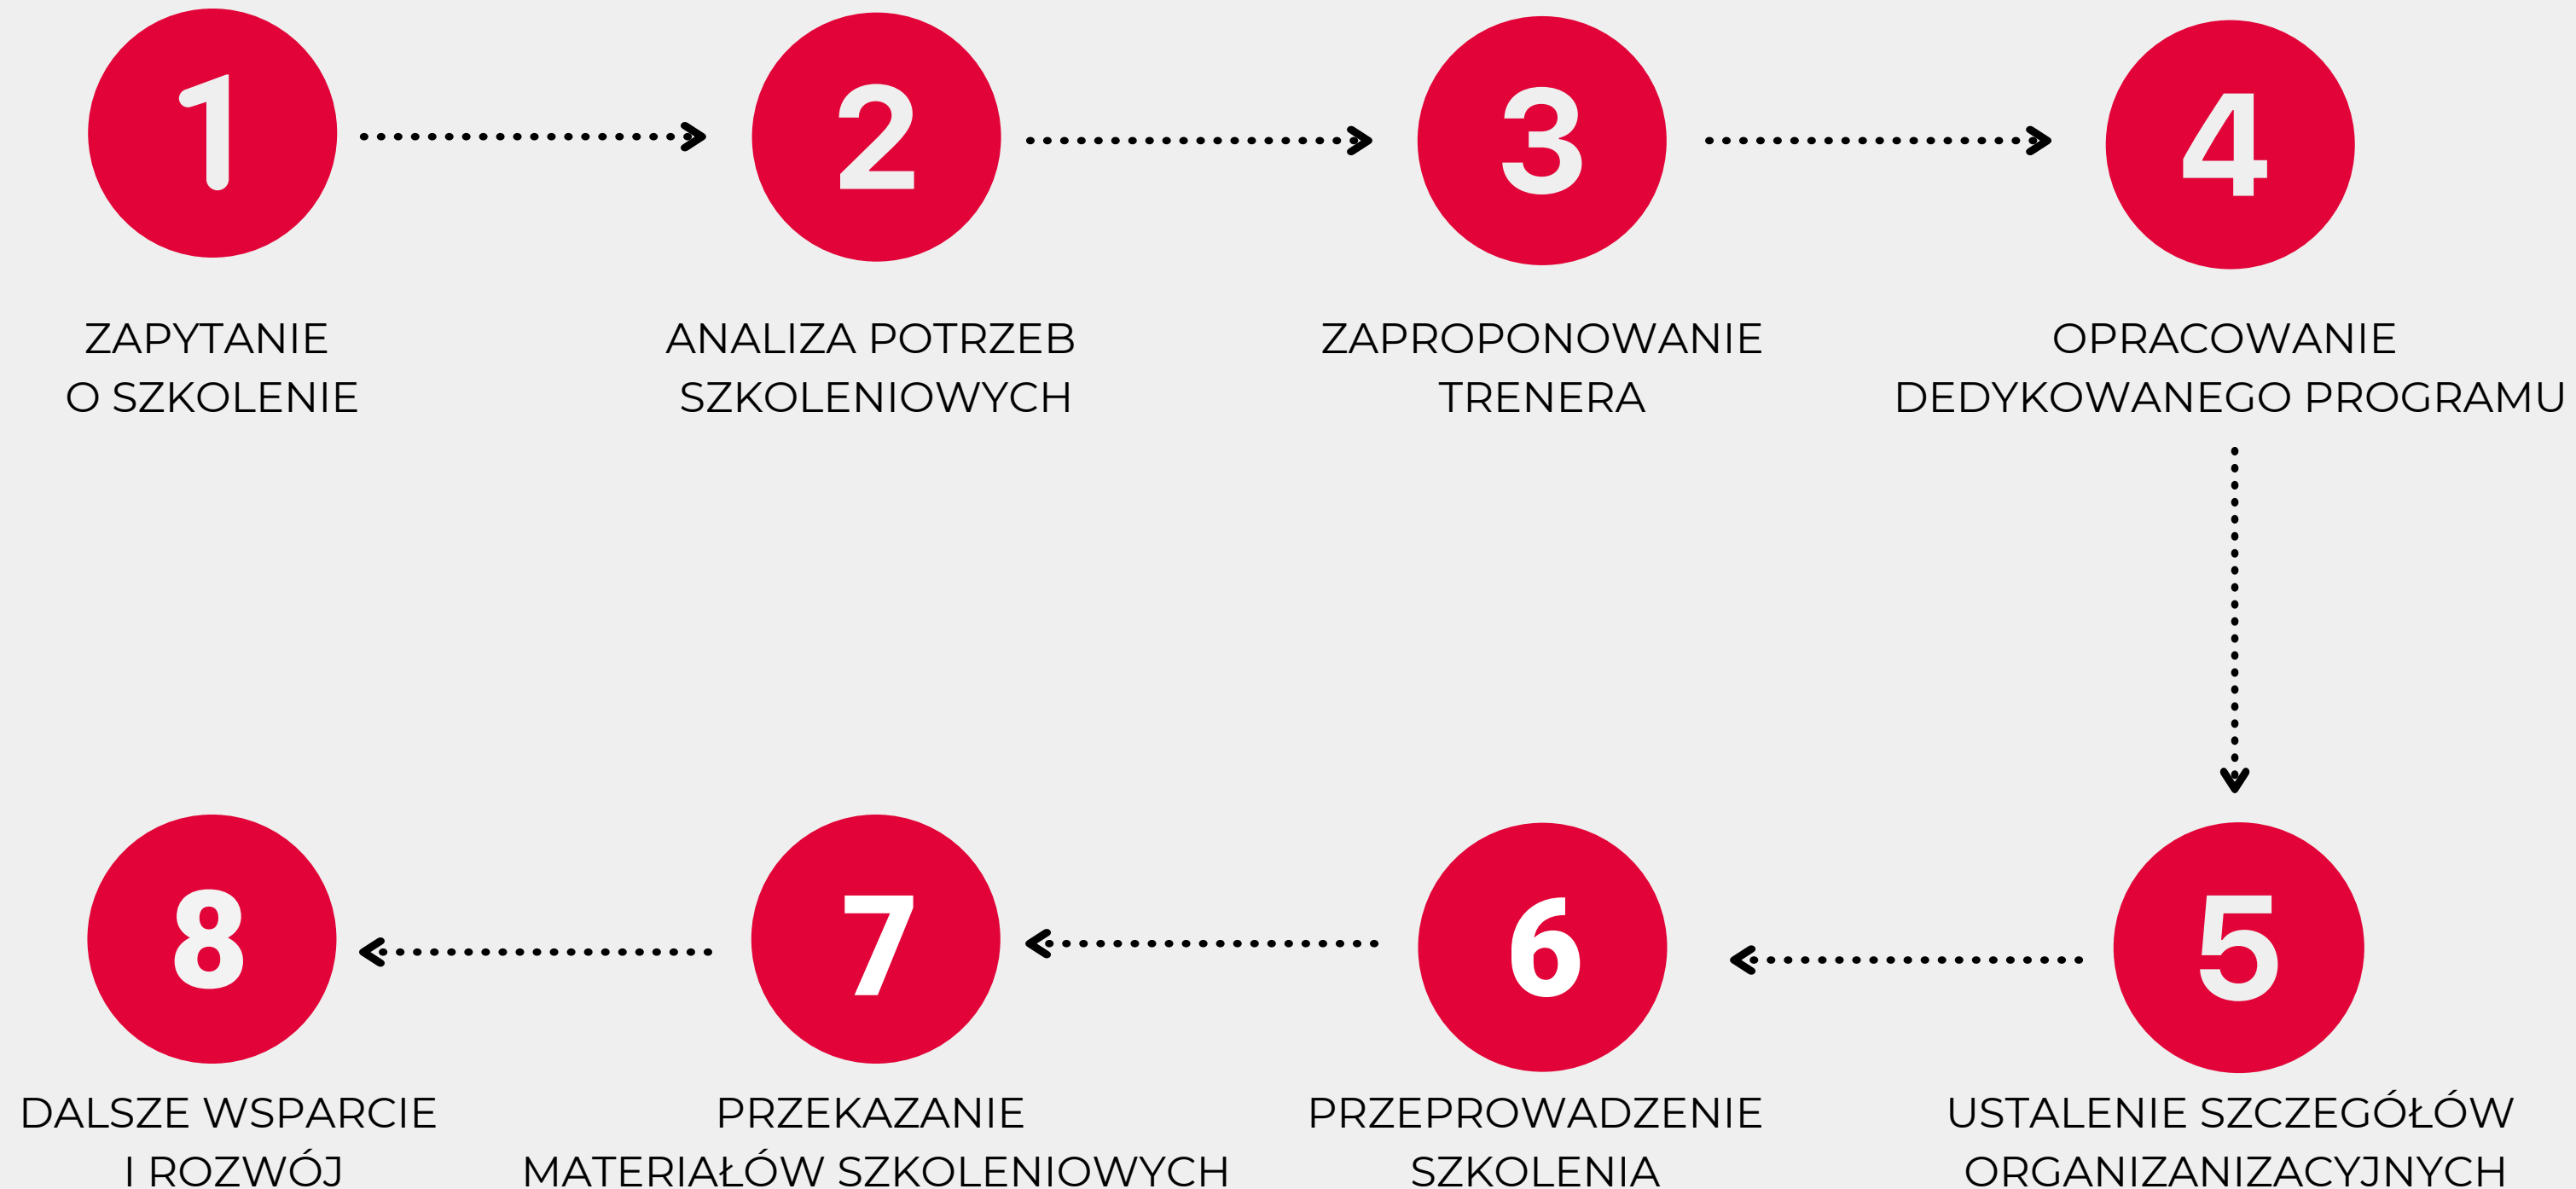 1
2
3
4
ZAPYTANIE
O SZKOLENIE
ANALIZA POTRZEB
SZKOLENIOWYCH
ZAPROPONOWANIE
TRENERA
OPRACOWANIE
DEDYKOWANEGO PROGRAMU
5
6
7
8
USTALENIE SZCZEGÓŁÓW
ORGANIZANIZACYJNYCH
PRZEPROWADZENIE
SZKOLENIA
PRZEKAZANIE
MATERIAŁÓW SZKOLENIOWYCH
DALSZE WSPARCIE
I ROZWÓJ